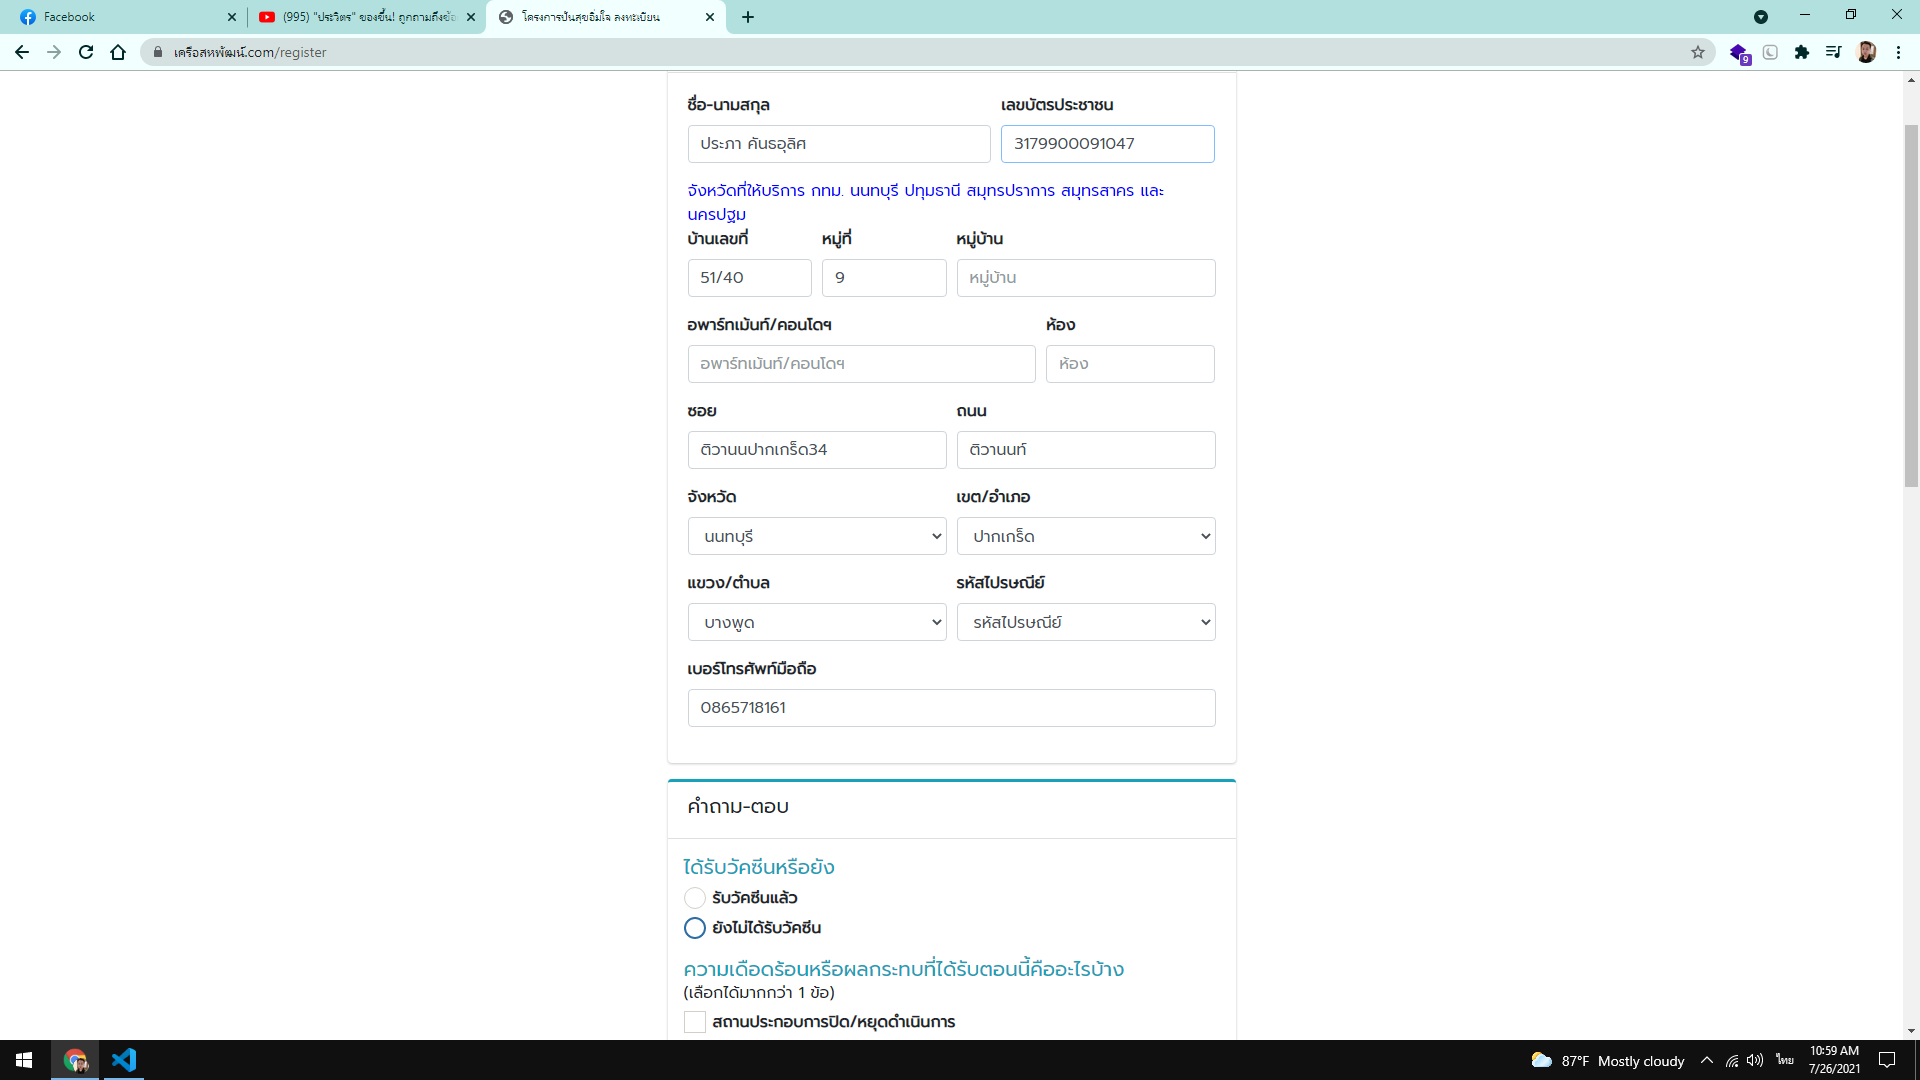 Facebook
(995) "ประวิตร" ของขึ้น! ถูกถามถึงข้อ
โครงการปันสุขอิ่มใจ ลงทะเบียน
เครือสหพัฒน์.com/register
9
ชื่อ-นามสกุล เลขบัตรประชาชน
ประภา คันธอุลิศ 3179900091047
จังหวัดที่ให้บริการ กทม. นนทบุรี ปทุมธานี สมุทรปราการ สมุทรสาคร และ
นครปฐม
บ้านเลขที่ หมู่ที่ หมู่บ้าน
51/40 9 หมู่บ้าน
อพาร์ทเม้นท์/คอนโดฯ ห้อง
อพาร์ทเม้นท์/คอนโดฯ ห้อง
ซอย ถนน
ติวานนปากเกร็ด34 ติวานนท์
จังหวัด เขต/อำเภอ
นนทบุรี ปากเกร็ด
แขวง/ตำบล รหัสไปรษณีย์
บางพูด รหัสไปรษณีย์
เบอร์โทรศัพท์มือถือ
0865718161
คำถาม-ตอบ
ได้รับวัคซีนหรือยัง
รับวัคซีนแล้ว
ยังไม่ได้รับวัคซีน
ความเดือดร้อนหรือผลกระทบที่ได้รับตอนนี้คืออะไรบ้าง
(เลือกได้มากกว่า 1 ข้อ)
สถานประกอบการปิด/หยุดดำเนินการ
87°F Mostly cloudy ไทย 10:59 AM
7/26/2021